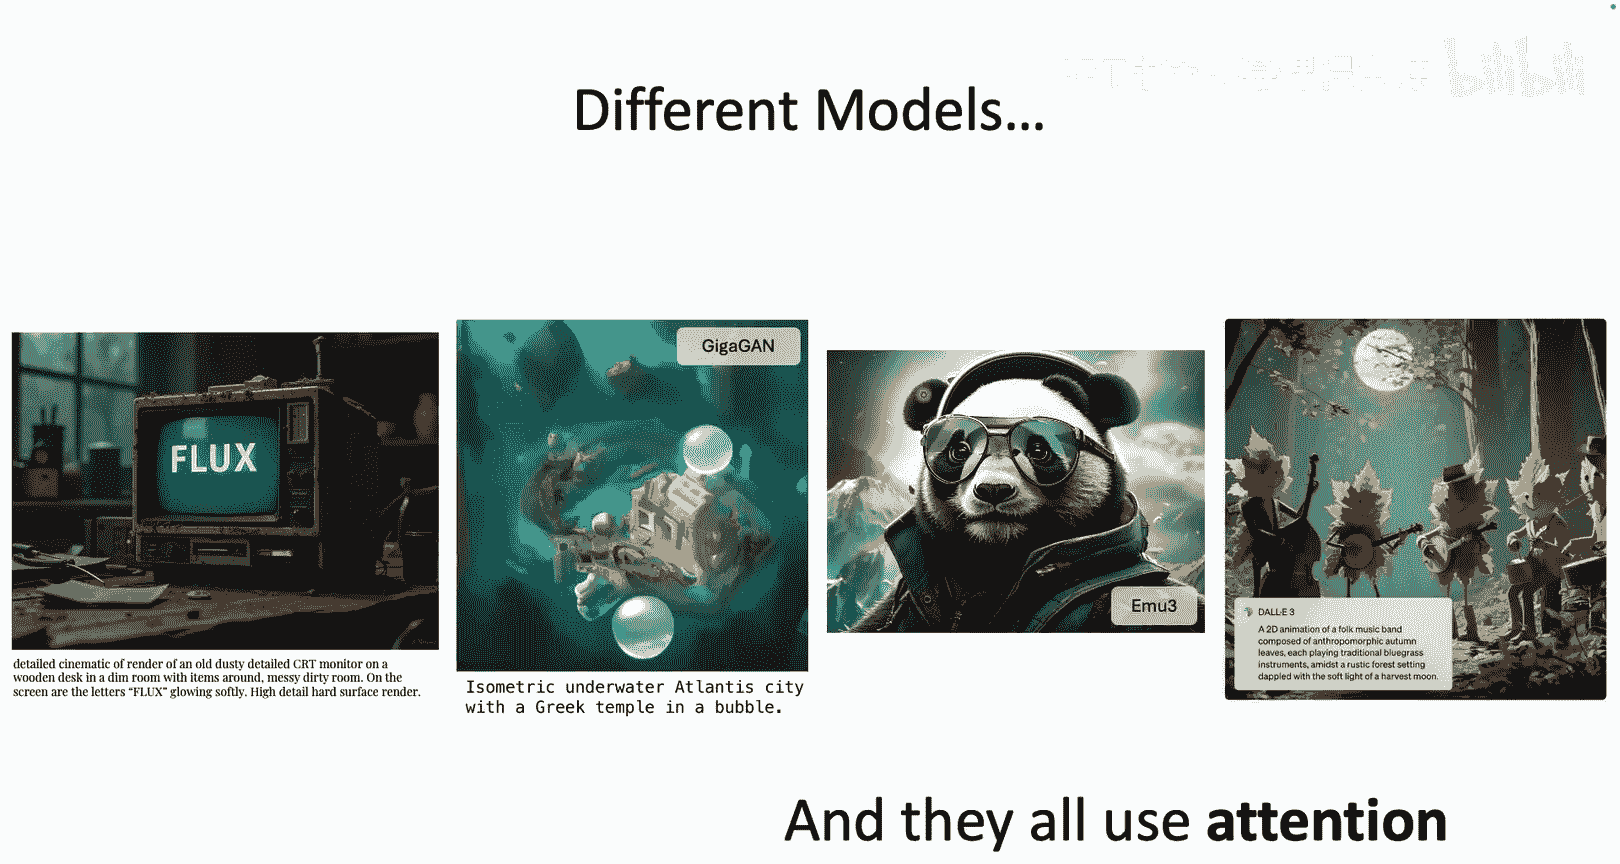 bilibili
Different Models...
FLUX
detailed cinematic of render of an old dusty detailed CRT monitor on a
wooden desk in a dim room with items around, messy dirty room. On the
screen are the letters “FLUX” glowing softly. High detail hard surface render.
GigaGAN
Isometric underwater Atlantis city
with a Greek temple in a bubble.
Emu3
DALL·E 3
A 2D animation of a folk music band
composed of anthropomorphic autumn
leaves, each playing traditional bluegrass
instruments, amidst a rustic forest setting
dappled with the soft light of a harvest moon.
And they all use attention